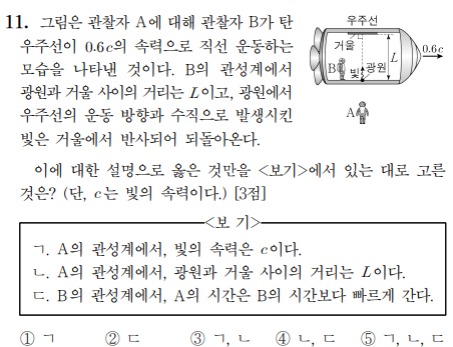 11. 그림은 관찰자 A에 대해 관찰자 B가 탄
우주선이 0.6c의 속력으로 직선 운동하는
모습을 나타낸 것이다. B의 관성계에서
광원과 거울 사이의 거리는 L이고, 광원에서
우주선의 운동 방향과 수직으로 발생시킨
빛은 거울에서 반사되어 되돌아온다.
우주선
거울
0.6c
L
B
빛
광원
A
이에 대한 설명으로 옳은 것만을 <보기>에서 있는 대로 고른
것은? (단, c는 빛의 속력이다.) [3점]
<보 기>
ㄱ. A의 관성계에서, 빛의 속력은 c이다.
ㄴ. A의 관성계에서, 광원과 거울 사이의 거리는 L이다.
ㄷ. B의 관성계에서, A의 시간은 B의 시간보다 빠르게 간다.
① ㄱ ② ㄷ ③ ㄱ, ㄴ ④ ㄴ, ㄷ ⑤ ㄱ, ㄴ, ㄷ